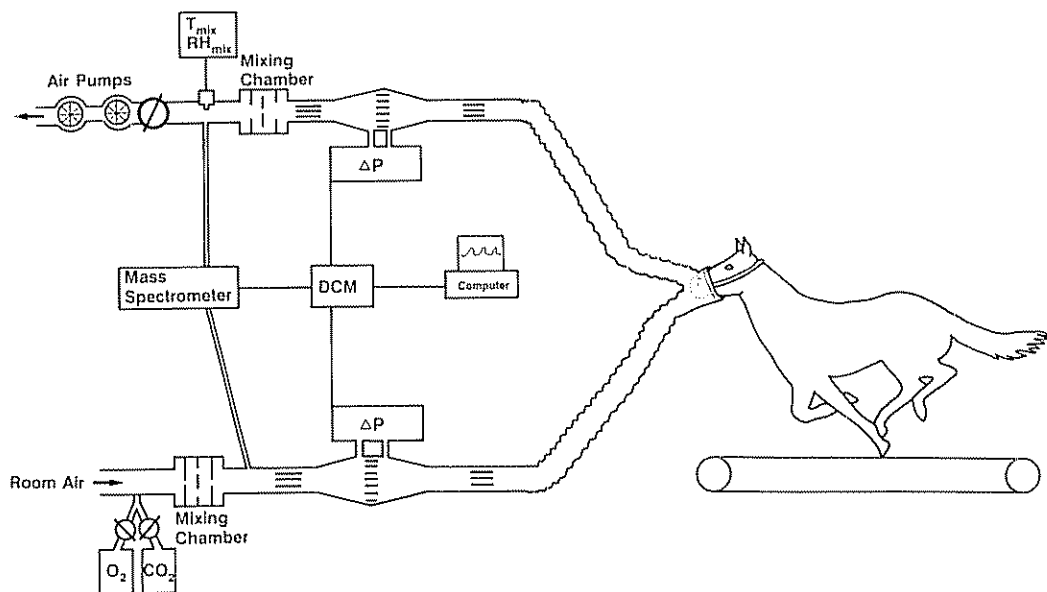 T_mix
RH_mix
Mixing
Chamber
Air Pumps
ΔP
Mass
Spectrometer
DCM
Computer
ΔP
Room Air
Mixing
Chamber
O₂
CO₂